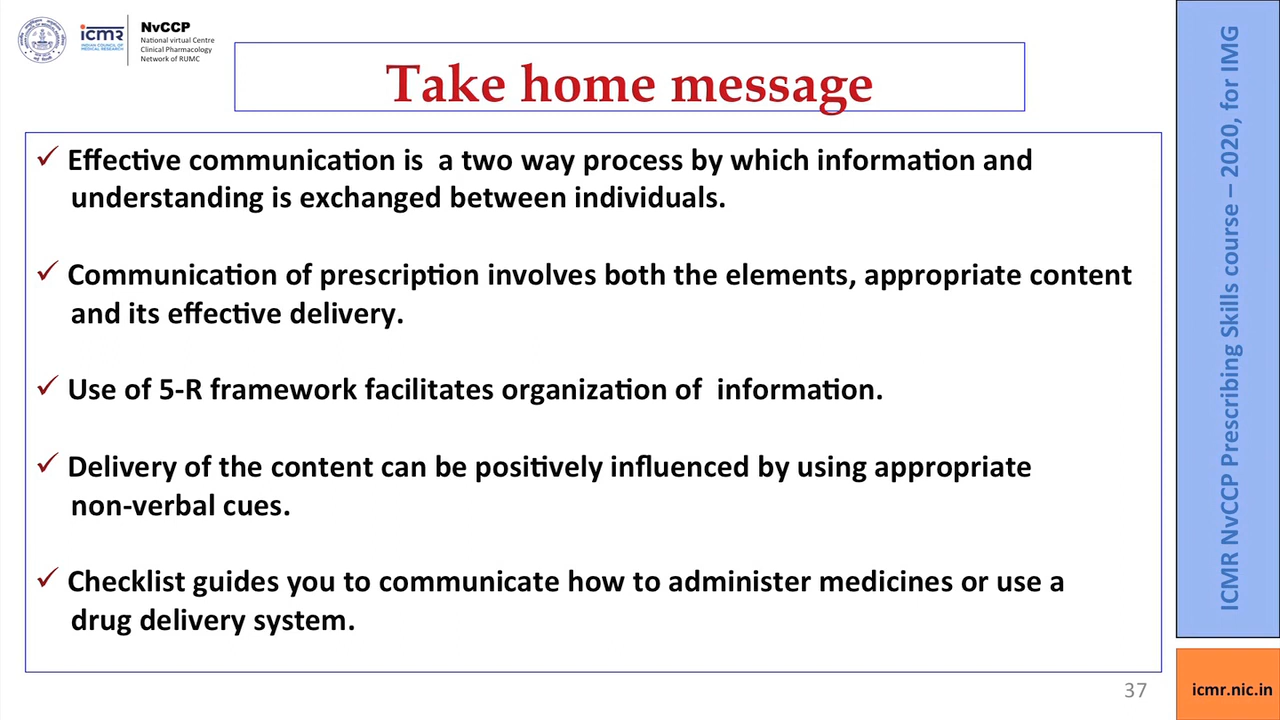 icmr
INDIAN COUNCIL OF
MEDICAL RESEARCH
NvCCP
National virtual Centre
Clinical Pharmacology
Network of RUMC
Take home message
✓ Effective communication is  a two way process by which information and
understanding is exchanged between individuals.
✓ Communication of prescription involves both the elements, appropriate content
and its effective delivery.
✓ Use of 5-R framework facilitates organization of  information.
✓ Delivery of the content can be positively influenced by using appropriate
non-verbal cues.
✓ Checklist guides you to communicate how to administer medicines or use a
drug delivery system.
37
ICMR NvCCP Prescribing Skills course – 2020, for IMG
icmr.nic.in